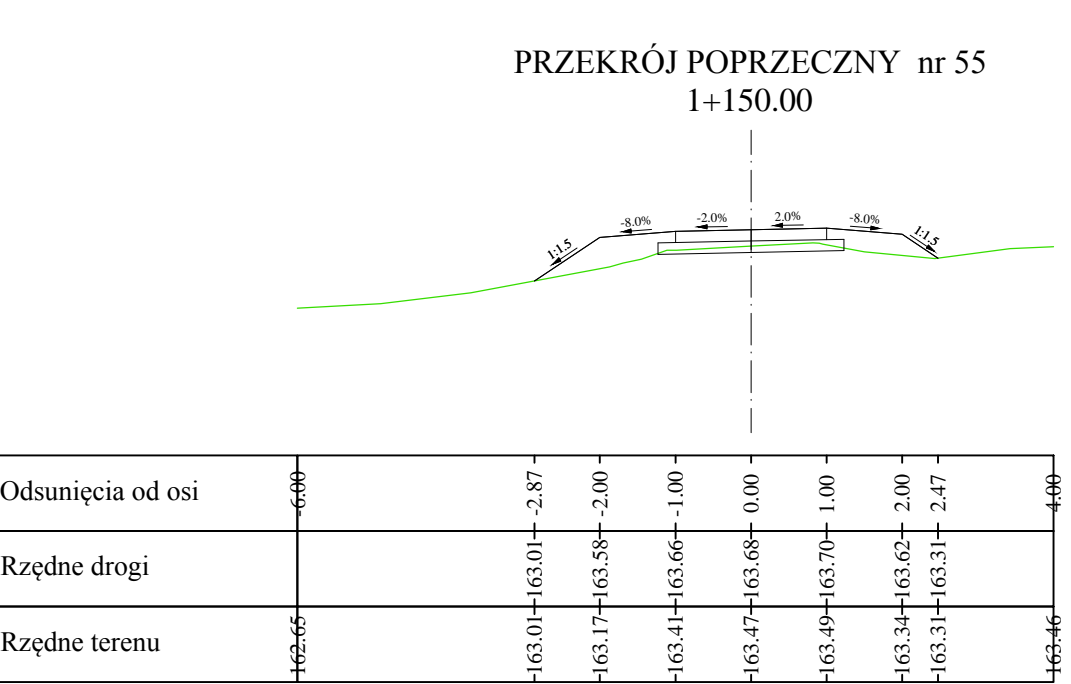 PRZEKRÓJ POPRZECZNY nr 55
1+150.00
1:1.5 -8.0% -2.0% 2.0% -8.0% 1:1.5
Odsunięcia od osi -6.00 -2.87 -2.00 -1.00 0.00 1.00 2.00 2.47 4.00
Rzędne drogi 163.01 163.58 163.66 163.68 163.70 163.62 163.31
Rzędne terenu 162.65 163.01 163.17 163.41 163.47 163.49 163.34 163.31 163.46